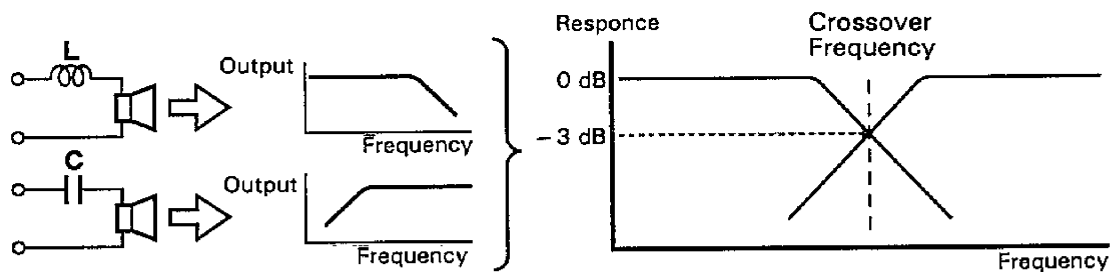 L
Output
Frequency
C
Output
Frequency
Responce
Crossover
Frequency
0 dB
− 3 dB
Frequency